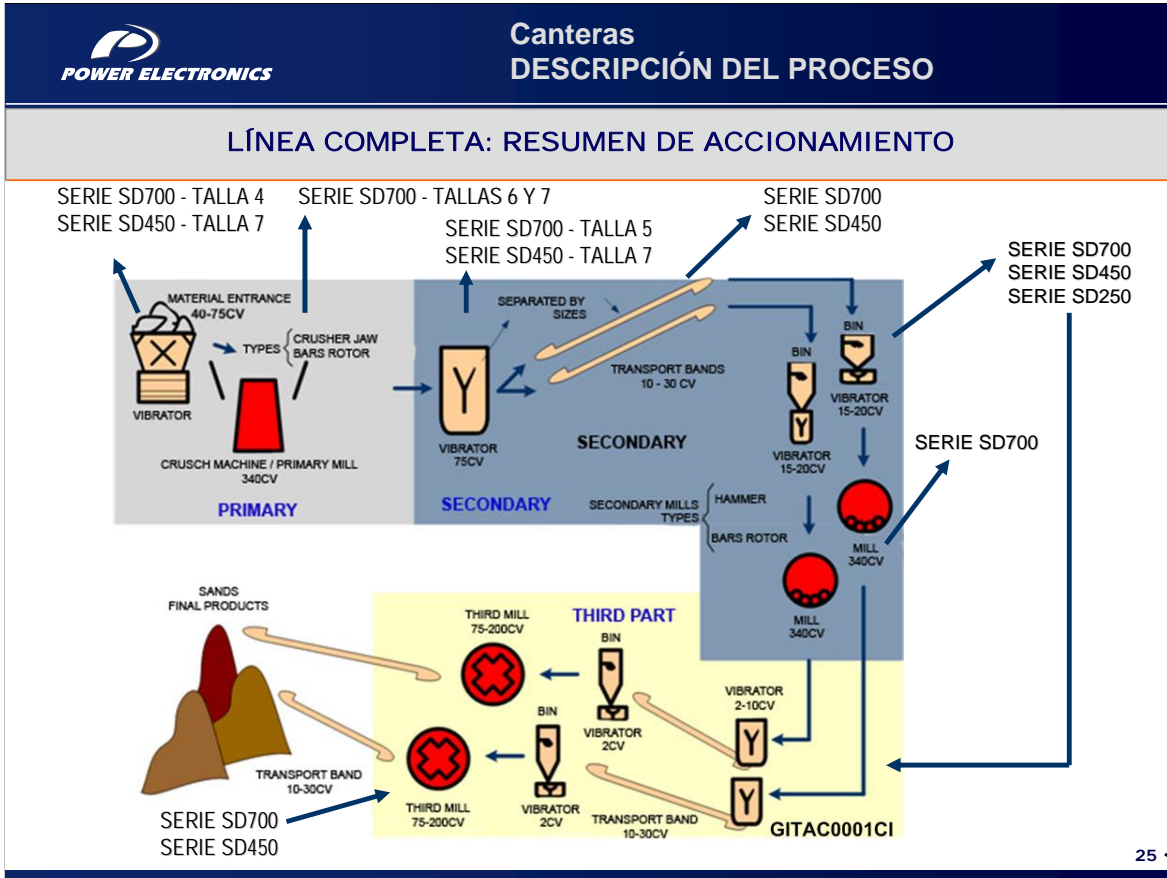 POWER ELECTRONICS
Canteras
DESCRIPCIÓN DEL PROCESO
LÍNEA COMPLETA: RESUMEN DE ACCIONAMIENTO
SERIE SD700 - TALLA 4
SERIE SD450 - TALLA 7
SERIE SD700 - TALLAS 6 Y 7
SERIE SD700 - TALLA 5
SERIE SD450 - TALLA 7
SERIE SD700
SERIE SD450
SERIE SD700
SERIE SD450
SERIE SD250
MATERIAL ENTRANCE
40-75CV
TYPES
CRUSHER JAW
BARS ROTOR
VIBRATOR
CRUSCH MACHINE / PRIMARY MILL
340CV
PRIMARY
SEPARATED BY
SIZES
VIBRATOR
75CV
TRANSPORT BANDS
10 - 30 CV
SECONDARY
SECONDARY
BIN
VIBRATOR
15-20CV
BIN
VIBRATOR
15-20CV
SERIE SD700
SECONDARY MILLS
TYPES
HAMMER
BARS ROTOR
MILL
340CV
MILL
340CV
SANDS
FINAL PRODUCTS
THIRD MILL
75-200CV
THIRD PART
BIN
VIBRATOR
2CV
VIBRATOR
2-10CV
BIN
VIBRATOR
2CV
TRANSPORT BAND
10-30CV
THIRD MILL
75-200CV
TRANSPORT BAND
10-30CV
GITAC0001CI
SERIE SD700
SERIE SD450
25